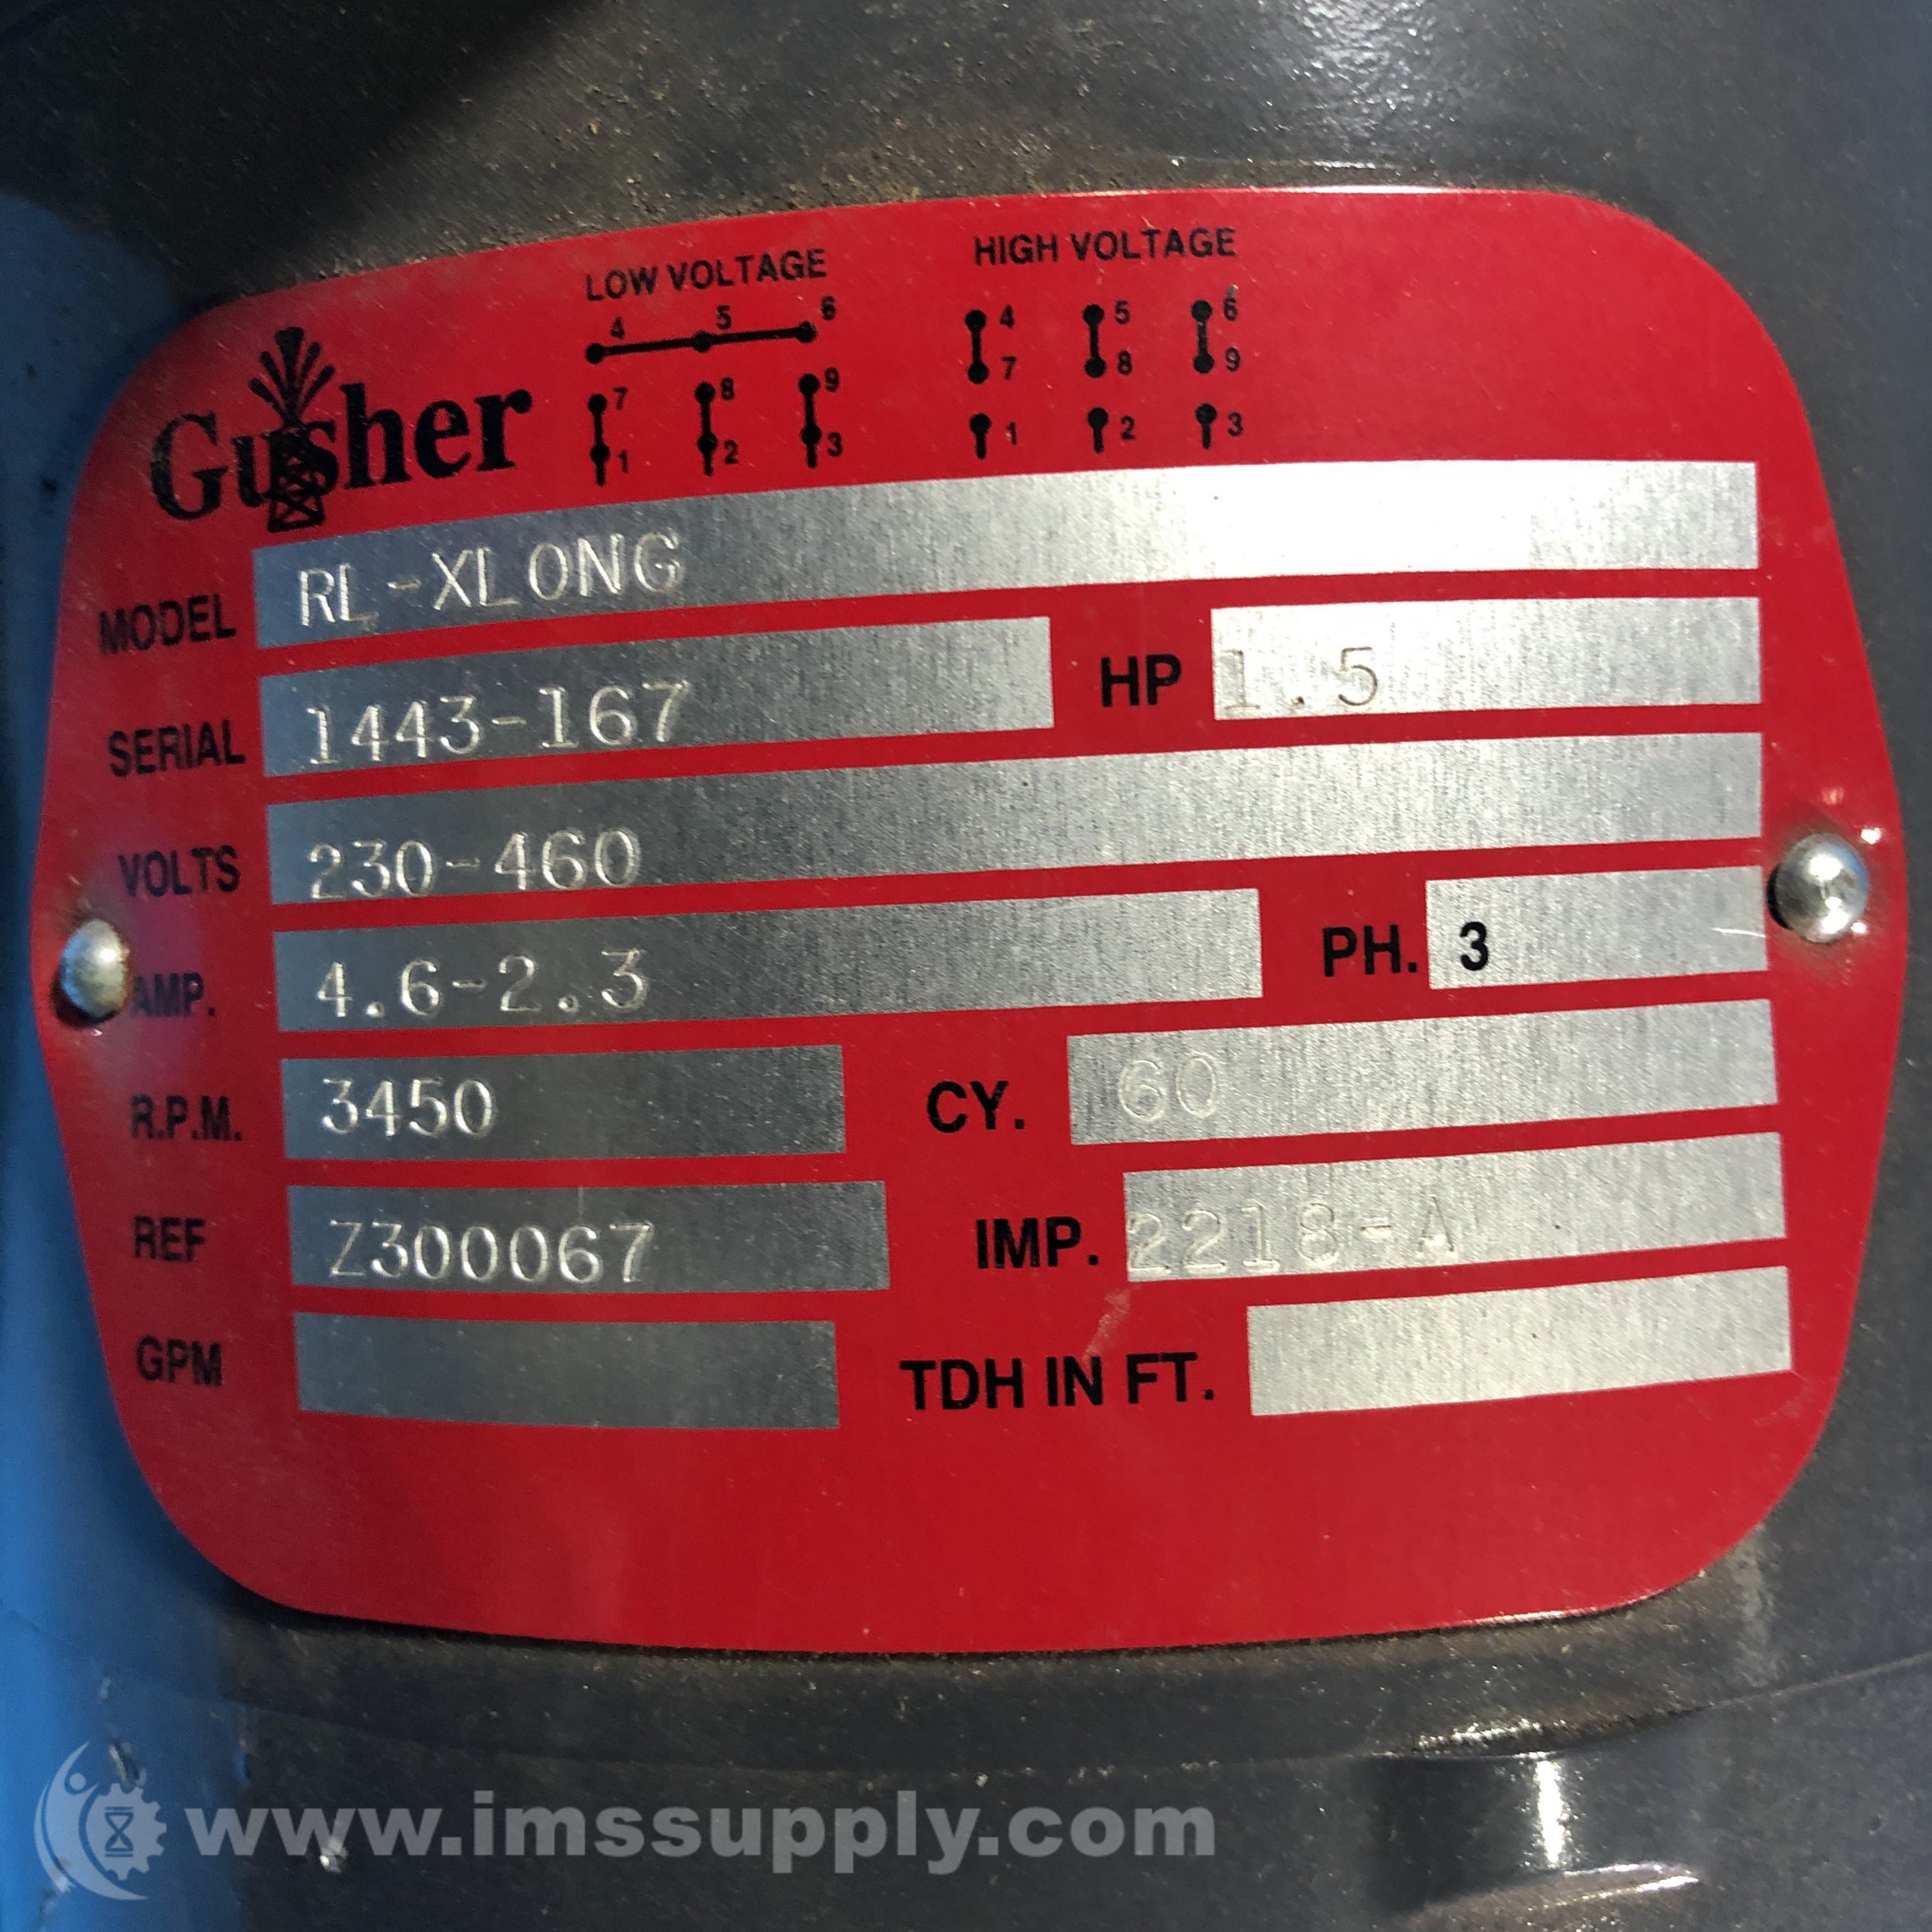 LOW VOLTAGE
HIGH VOLTAGE
4 5 6
4 5 6
7 8 9
7 8 9
1 2 3
1 2 3
Gusher
MODEL RL-XLONG
SERIAL 1443-167 HP 1.5
VOLTS 230-460
AMP. 4.6-2.3 PH. 3
R.P.M. 3450 CY. 60
REF Z300067 IMP. 2218-A
GPM TDH IN FT.
www.imssupply.com